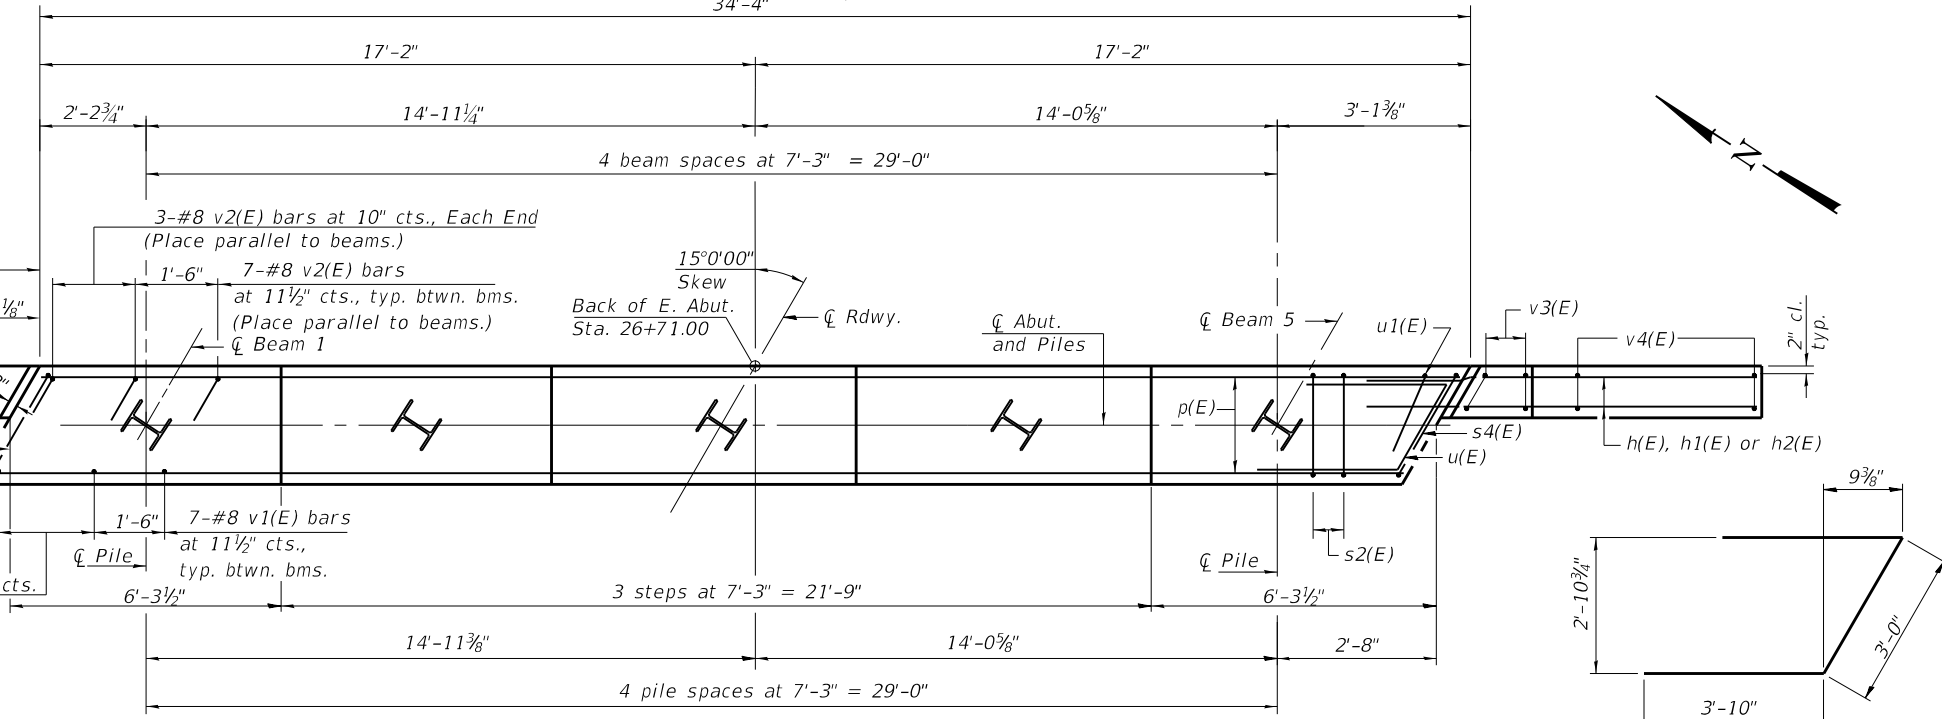 34'-4"
17'-2"
17'-2"
2'-2¾"
14'-11¼"
14'-0⅝"
3'-1⅜"
4 beam spaces at 7'-3" = 29'-0"
N
3-#8 v2(E) bars at 10" cts., Each End
(Place parallel to beams.)
1'-6"
7-#8 v2(E) bars
at 11½" cts., typ. btwn. bms.
(Place parallel to beams.)
⅛"
15°0'00"
Skew
Back of E. Abut.
Sta. 26+71.00
℄ Rdwy.
℄ Beam 1
℄ Abut.
and Piles
℄ Beam 5
u1(E)
v3(E)
v4(E)
2" cl.
typ.
p(E)
s4(E)
u(E)
h(E), h1(E) or h2(E)
1'-6"
7-#8 v1(E) bars
at 11½" cts.,
typ. btwn. bms.
℄ Pile
cts.
℄ Pile
s2(E)
6'-3½"
3 steps at 7'-3" = 21'-9"
6'-3½"
14'-11⅜"
14'-0⅝"
2'-8"
4 pile spaces at 7'-3" = 29'-0"
9⅜"
2'-10¾"
3'-0"
3'-10"